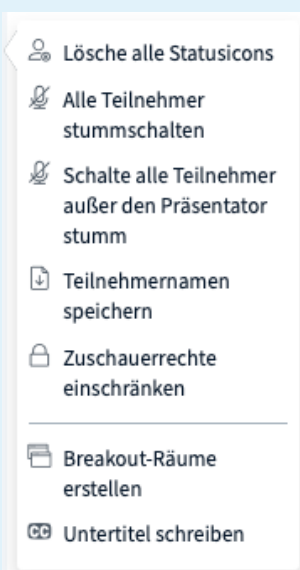 Lösche alle Statusicons
Alle Teilnehmer
stummschalten
Schalte alle Teilnehmer
außer den Präsentator
stumm
Teilnehmernamen
speichern
Zuschauerrechte
einschränken
Breakout-Räume
erstellen
CC Untertitel schreiben